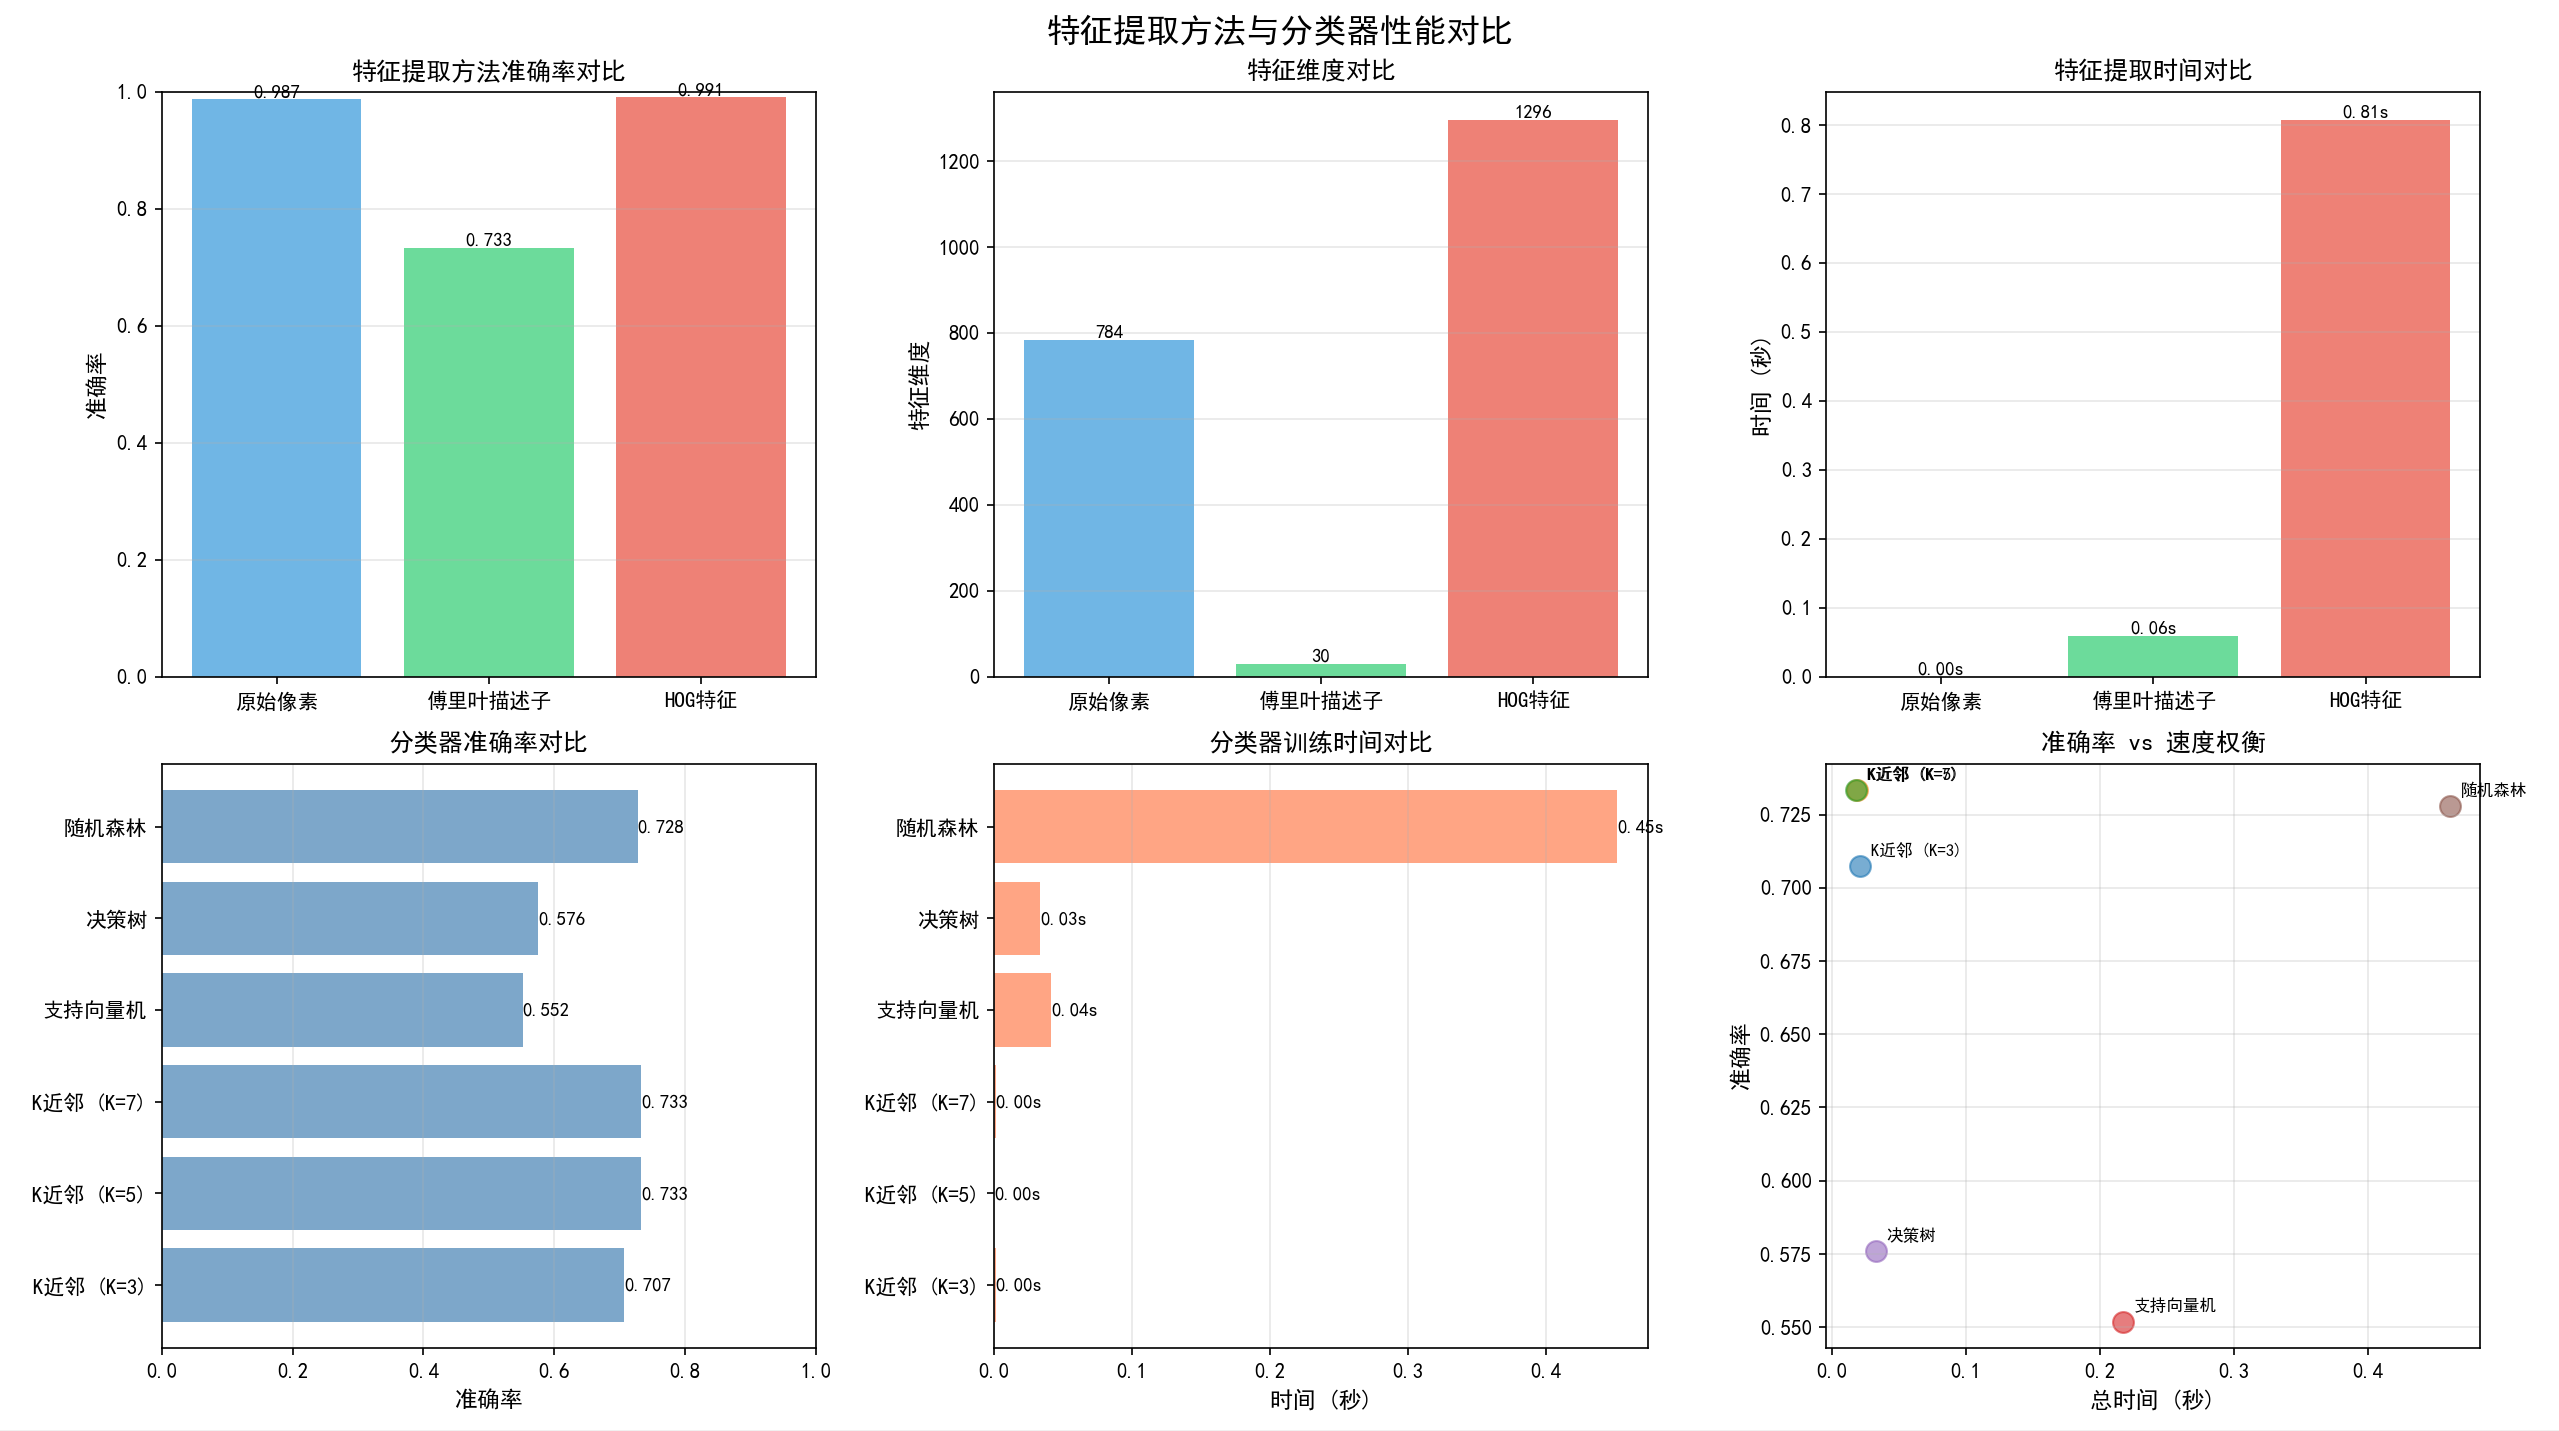 特征提取方法与分类器性能对比
特征提取方法准确率对比
1.0
0.8
0.6
0.4
0.2
0.0
准确率
0.987
0.733
0.991
原始像素
傅里叶描述子
HOG特征
特征维度对比
1200
1000
800
600
400
200
0
特征维度
784
30
1296
原始像素
傅里叶描述子
HOG特征
特征提取时间对比
0.8
0.7
0.6
0.5
0.4
0.3
0.2
0.1
0.0
时间 (秒)
0.00s
0.06s
0.81s
原始像素
傅里叶描述子
HOG特征
分类器准确率对比
随机森林
0.728
决策树
0.576
支持向量机
0.552
K近邻 (K=7)
0.733
K近邻 (K=5)
0.733
K近邻 (K=3)
0.707
0.0
0.2
0.4
0.6
0.8
1.0
准确率
分类器训练时间对比
随机森林
0.45s
决策树
0.03s
支持向量机
0.04s
K近邻 (K=7)
0.00s
K近邻 (K=5)
0.00s
K近邻 (K=3)
0.00s
0.0
0.1
0.2
0.3
0.4
时间 (秒)
准确率 vs 速度权衡
0.725
0.700
0.675
0.650
0.625
0.600
0.575
0.550
准确率
K近邻
随机森林
K近邻 (K=3)
决策树
支持向量机
0.0
0.1
0.2
0.3
0.4
总时间 (秒)